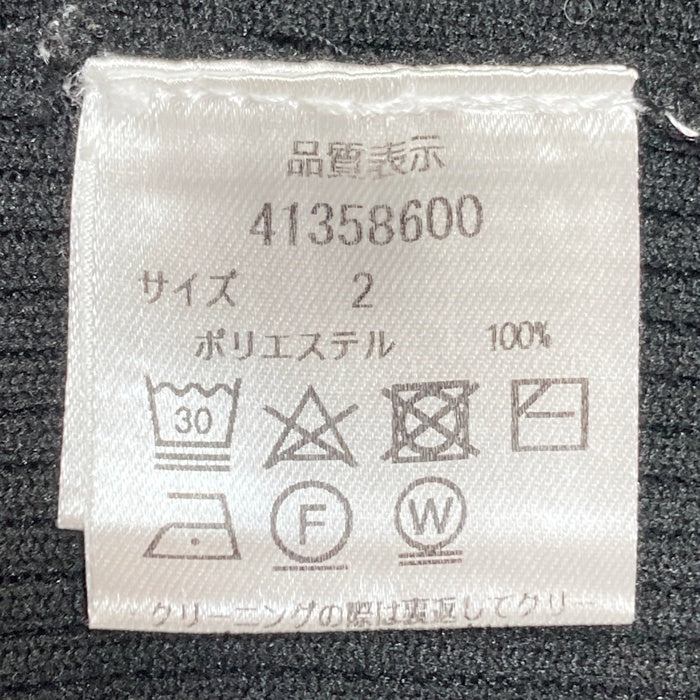 品質表示
41358600
サイズ 2
ポリエステル 100%
30
F W
クリーニングの際は裏返してクリー